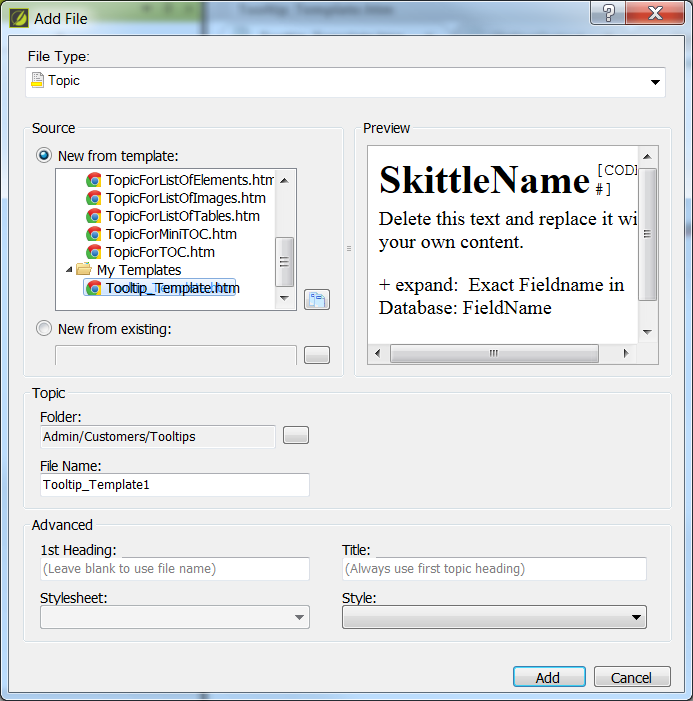 Add File
File Type:
Topic
Source
New from template:
TopicForListOfElements.htm
TopicForListOfImages.htm
TopicForListOfTables.htm
TopicForMiniTOC.htm
TopicForTOC.htm
My Templates
Tooltip_Template.htm
New from existing:
Preview
SkittleName [CODE
#]
Delete this text and replace it wi
your own content.
+ expand: Exact Fieldname in
Database: FieldName
Topic
Folder:
Admin/Customers/Tooltips
File Name:
Tooltip_Template1
Advanced
1st Heading:
(Leave blank to use file name)
Title:
(Always use first topic heading)
Stylesheet:
Style:
Add
Cancel